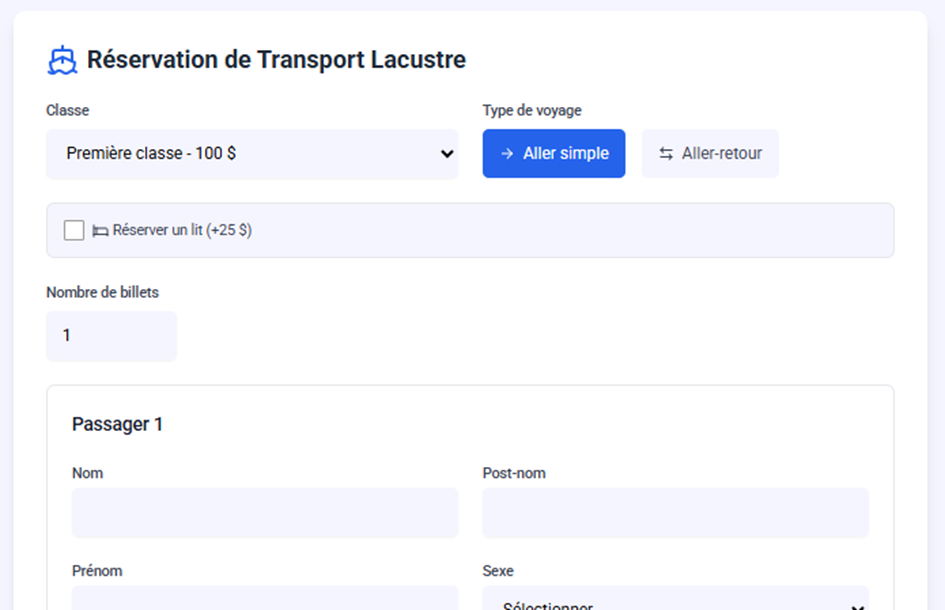 Réservation de Transport Lacustre
Classe
Type de voyage
Première classe - 100 $
→ Aller simple
⇆ Aller-retour
Réserver un lit (+25 $)
Nombre de billets
1
Passager 1
Nom
Post-nom
Prénom
Sexe
Sélectionner